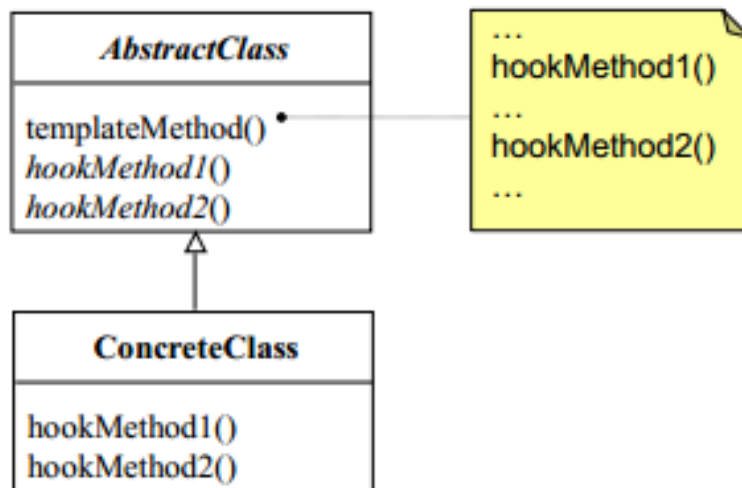 AbstractClass
templateMethod()
hookMethod1()
hookMethod2()
...
hookMethod1()
...
hookMethod2()
...
ConcreteClass
hookMethod1()
hookMethod2()